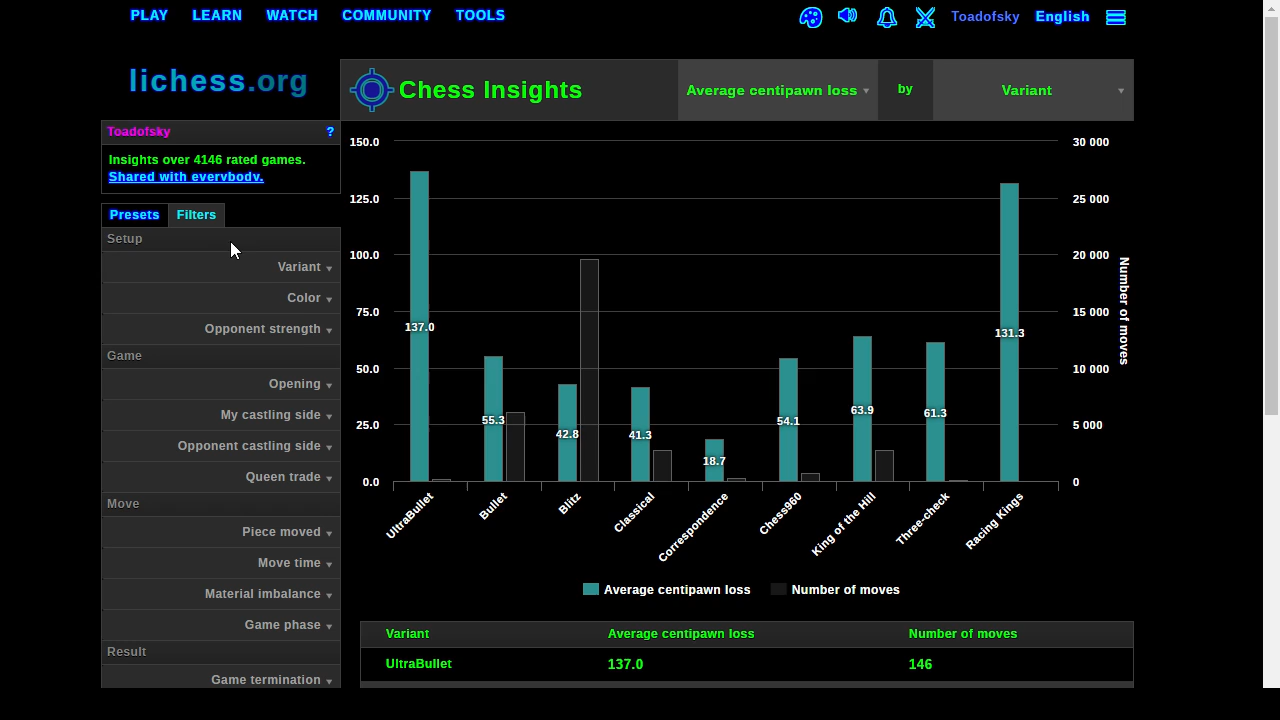 PLAY LEARN WATCH COMMUNITY TOOLS Toadofsky English
lichess.org
Chess Insights Average centipawn loss by Variant
Toadofsky ?
Insights over 4146 rated games.
Shared with everybody.
Presets Filters
Setup
Variant
Color
Opponent strength
Game
Opening
My castling side
Opponent castling side
Queen trade
Move
Piece moved
Move time
Material imbalance
Game phase
Result
Game termination
150.0
125.0
100.0
75.0
50.0
25.0
0.0
137.0
55.3
42.8
41.3
18.7
54.1
63.9
61.3
131.3
30 000
25 000
20 000
15 000
10 000
5 000
0
Number of moves
UltraBullet
Bullet
Blitz
Classical
Correspondence
Chess960
King of the Hill
Three-check
Racing Kings
Average centipawn loss Number of moves
Variant Average centipawn loss Number of moves
UltraBullet 137.0 146